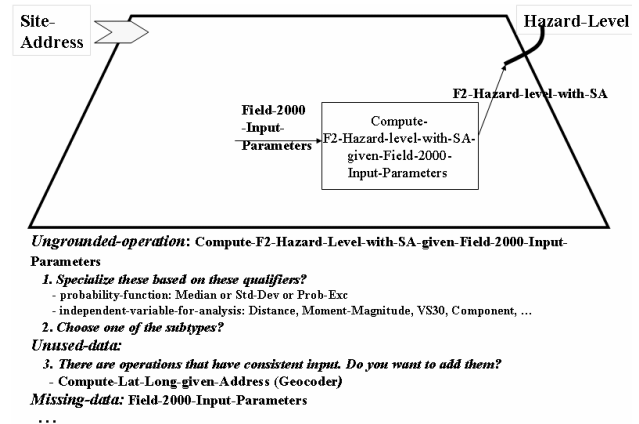 Site-
Address
Hazard-Level
F2-Hazard-level-with-SA
Field-2000
-Input-
Parameters
Compute-
F2-Hazard-level-with-SA-
given-Field-2000-
Input-Parameters
Ungrounded-operation: Compute-F2-Hazard-Level-with-SA-given-Field-2000-Input-
Parameters
1. Specialize these based on these qualifiers?
- probability-function: Median or Std-Dev or Prob-Exc
- independent-variable-for-analysis: Distance, Moment-Magnitude, VS30, Component, ...
2. Choose one of the subtypes?
Unused-data:
3. There are operations that have consistent input. Do you want to add them?
- Compute-Lat-Long-given-Address (Geocoder)
Missing-data: Field-2000-Input-Parameters
...